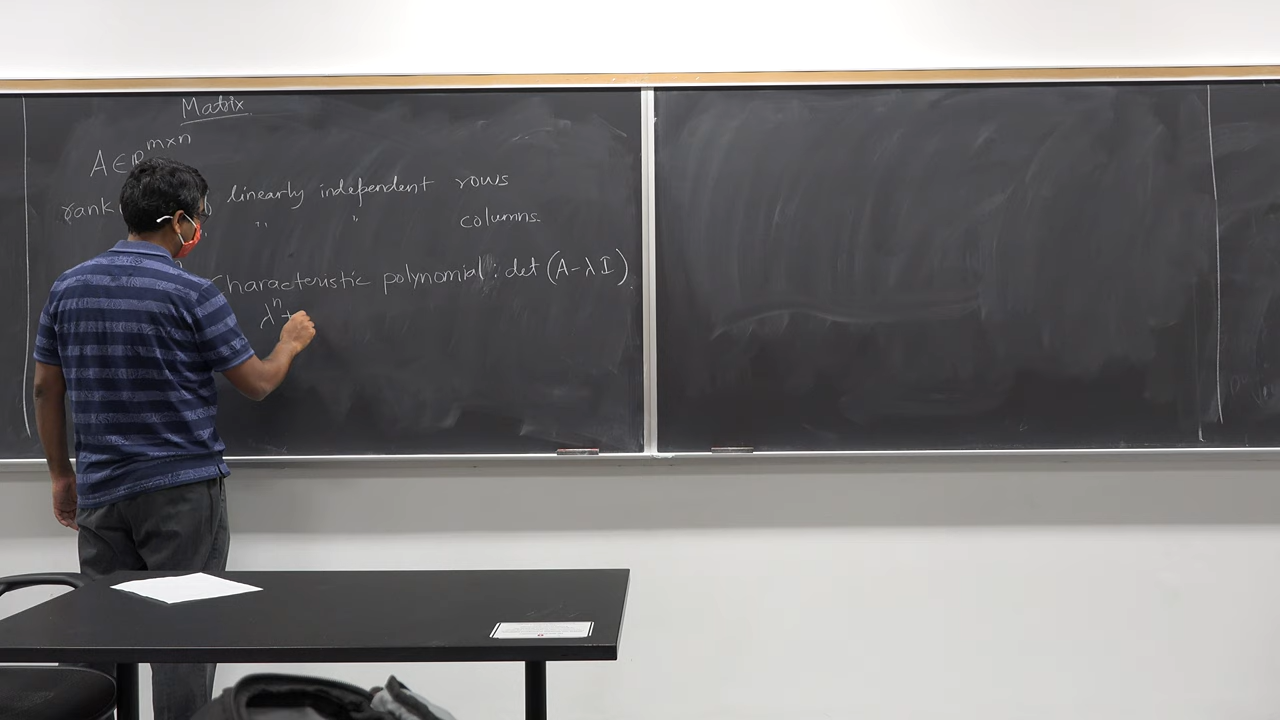 Matrix
A ∈ ℝ^{m×n}
rank linearly independent rows
" " columns.
Characteristic polynomial : det (A - λI).
λ^n +